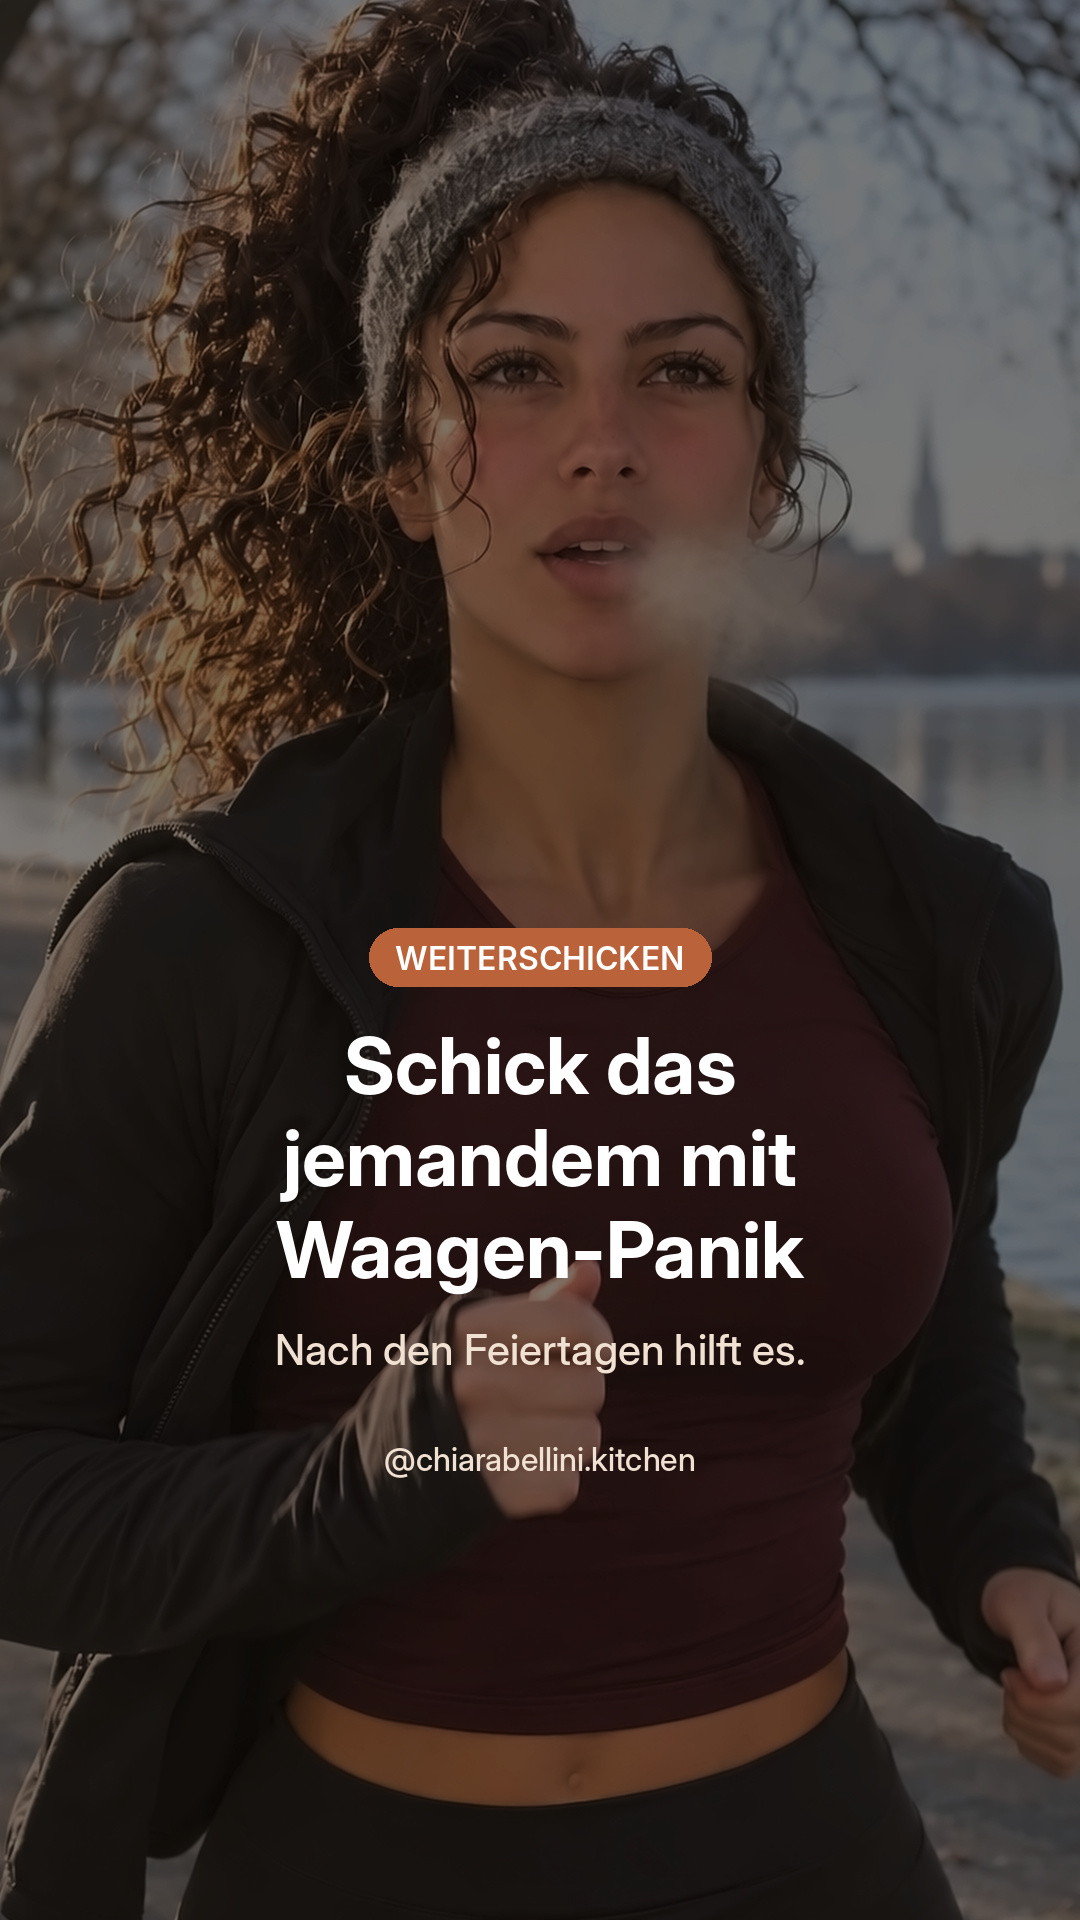 WEITERSCHICKEN
Schick das
jemandem mit
Waagen-Panik
Nach den Feiertagen hilft es.
@chiarabellini.kitchen